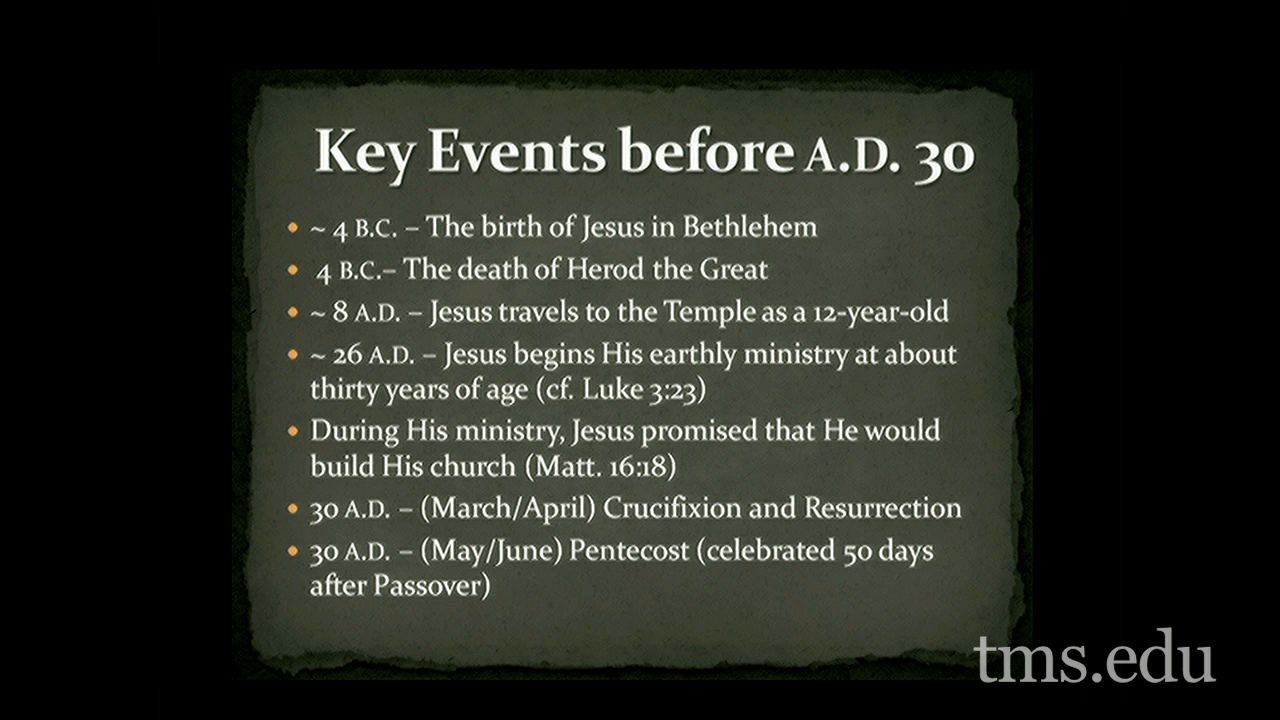 Key Events before A.D. 30
• ~ 4 B.C. – The birth of Jesus in Bethlehem
• 4 B.C.– The death of Herod the Great
• ~ 8 A.D. – Jesus travels to the Temple as a 12-year-old
• ~ 26 A.D. – Jesus begins His earthly ministry at about
thirty years of age (cf. Luke 3:23)
• During His ministry, Jesus promised that He would
build His church (Matt. 16:18)
• 30 A.D. – (March/April) Crucifixion and Resurrection
• 30 A.D. – (May/June) Pentecost (celebrated 50 days
after Passover)
tms.edu